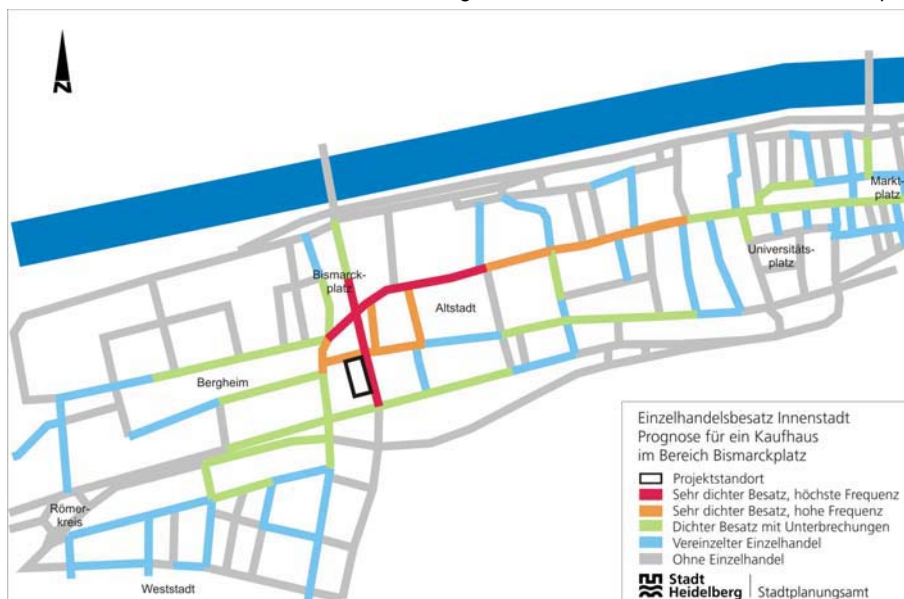 N
Bismarck-
platz
Markt-
platz
Universitäts-
platz
Altstadt
Bergheim
Römer-
kreis
Weststadt
Einzelhandelsbesatz Innenstadt
Prognose für ein Kaufhaus
im Bereich Bismarckplatz
Projektstandort
Sehr dichter Besatz, höchste Frequenz
Sehr dichter Besatz, hohe Frequenz
Dichter Besatz mit Unterbrechungen
Vereinzelter Einzelhandel
Ohne Einzelhandel
Stadt
Heidelberg
Stadtplanungsamt